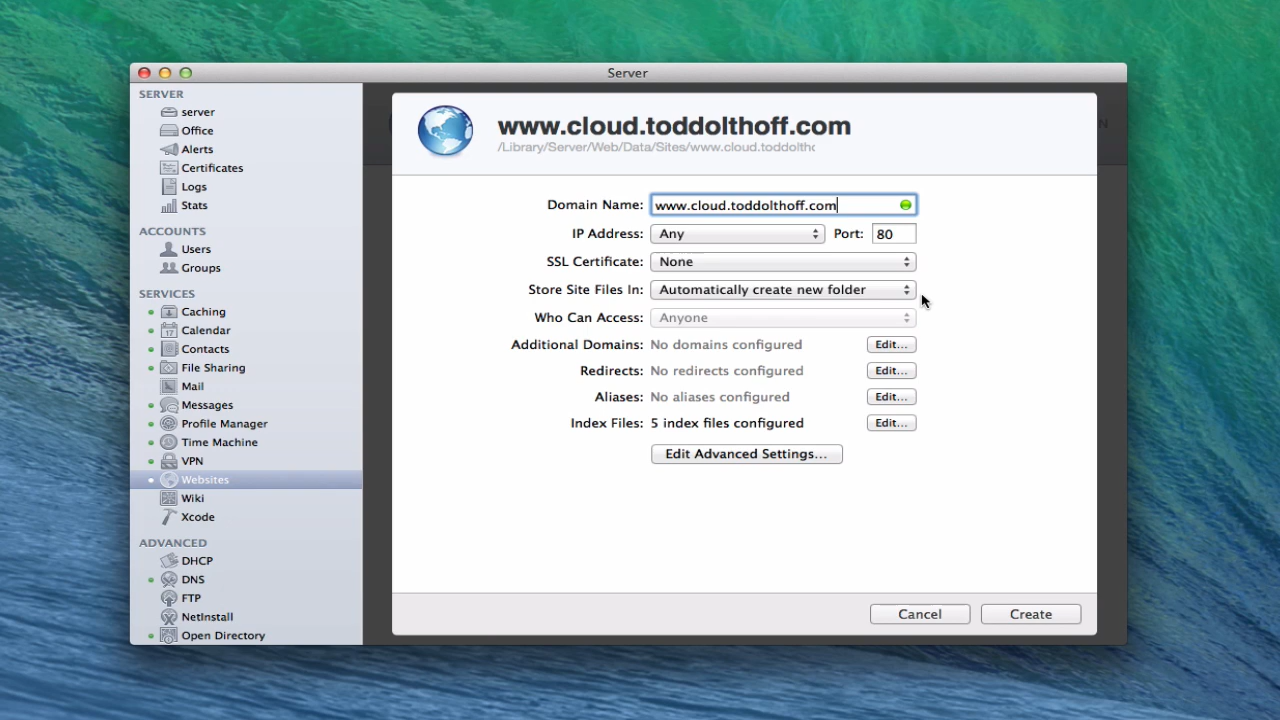 Server
SERVER
server
Office
Alerts
Certificates
Logs
Stats
ACCOUNTS
Users
Groups
SERVICES
Caching
17 Calendar
Contacts
File Sharing
Mail
Messages
Profile Manager
Time Machine
VPN
Websites
Wiki
Xcode
ADVANCED
DHCP
DNS
FTP
NetInstall
Open Directory
www.cloud.toddolthoff.com
/Library/Server/Web/Data/Sites/www.cloud.toddoltho
Domain Name: www.cloud.toddolthoff.com
IP Address: Any Port: 80
SSL Certificate: None
Store Site Files In: Automatically create new folder
Who Can Access: Anyone
Additional Domains: No domains configured Edit...
Redirects: No redirects configured Edit...
Aliases: No aliases configured Edit...
Index Files: 5 index files configured Edit...
Edit Advanced Settings...
Cancel Create